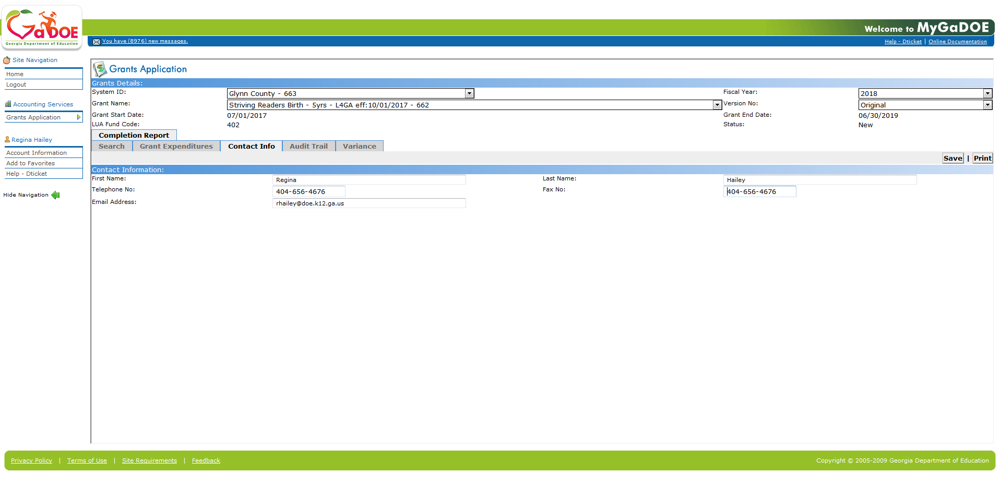 GaDOE
Georgia Department of Education
Welcome to MyGaDOE
You have (8976) new messages.
Help - Dticket | Online Documentation
Site Navigation
Home
Logout
Accounting Services
Grants Application
Regina Hailey
Account Information
Add to Favorites
Help - Dticket
Hide Navigation
Grants Application
Grants Details:
System ID: Glynn County - 663 Fiscal Year: 2018
Grant Name: Striving Readers Birth - 5yrs - L4GA eff:10/01/2017 - 662 Version No: Original
Grant Start Date: 07/01/2017 Grant End Date: 06/30/2019
LUA Fund Code: 402 Status: New
Completion Report
Search Grant Expenditures Contact Info Audit Trail Variance
Save | Print
Contact Information:
First Name: Regina Last Name: Hailey
Telephone No: 404-656-4676 Fax No: 404-656-4676
Email Address: rhailey@doe.k12.ga.us
Privacy Policy | Terms of Use | Site Requirements | Feedback Copyright © 2005-2009 Georgia Department of Education